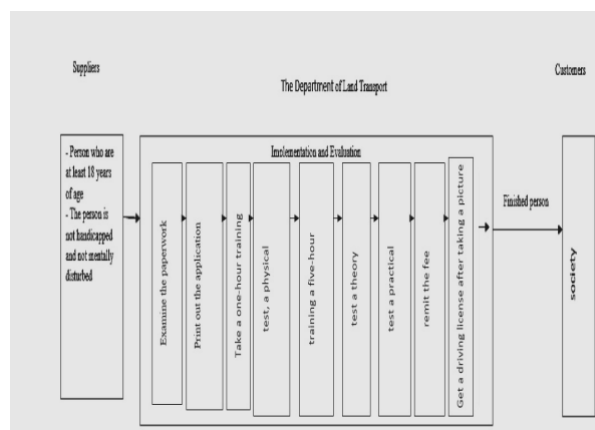 Suppliers
Customers
The Department of Land Transport
- Person who are
at least 18 years
of age
- The person is
not handicapped
and not mentally
disturbed
Implementation and Evaluation
Examine the paperwork
Print out the application
Take a one-hour training
test, a physical
training a five-hour
test a theory
test a practical
remit the fee
Get a driving license after taking a picture
Finished person
society